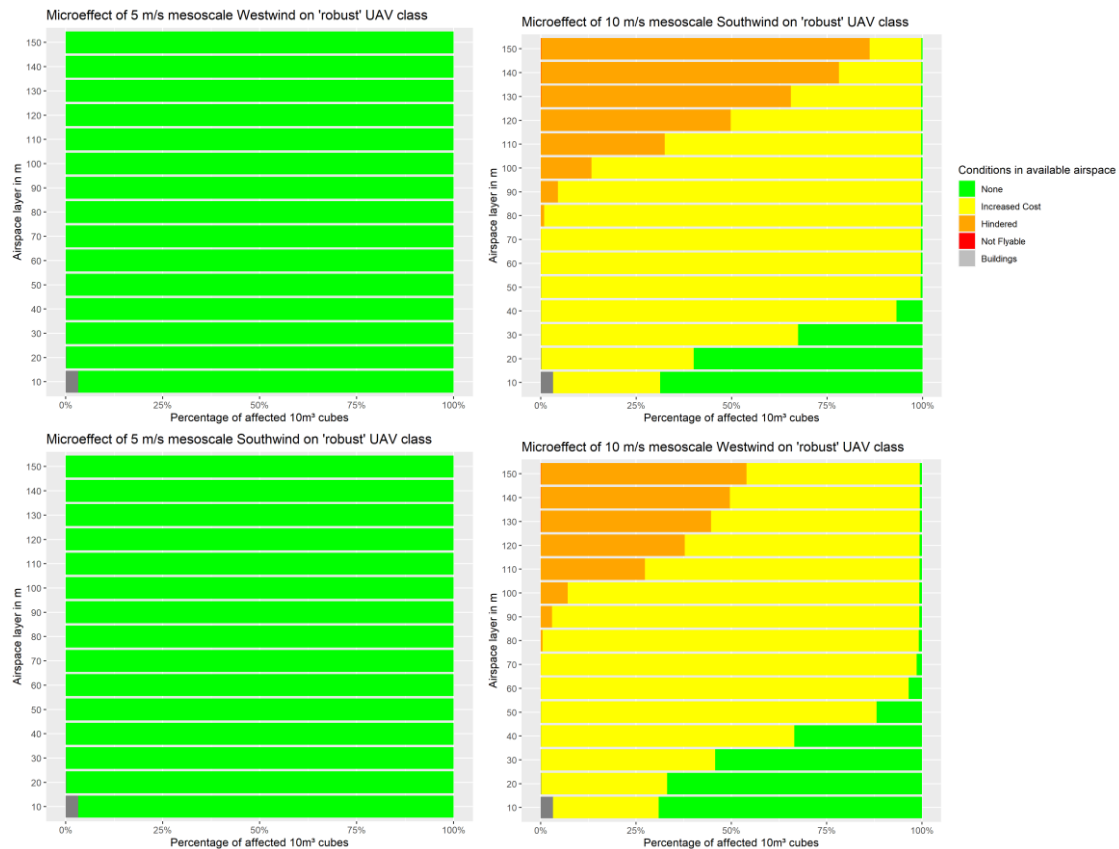 Microeffect of 5 m/s mesoscale Westwind on 'robust' UAV class
Airspace layer in m
150
140
130
120
110
100
90
80
70
60
50
40
30
20
10
0% 25% 50% 75% 100%
Percentage of affected 10m³ cubes
Microeffect of 10 m/s mesoscale Southwind on 'robust' UAV class
Airspace layer in m
150
140
130
120
110
100
90
80
70
60
50
40
30
20
10
0% 25% 50% 75% 100%
Percentage of affected 10m³ cubes
Conditions in available airspace
None
Increased Cost
Hindered
Not Flyable
Buildings
Microeffect of 5 m/s mesoscale Southwind on 'robust' UAV class
Airspace layer in m
150
140
130
120
110
100
90
80
70
60
50
40
30
20
10
0% 25% 50% 75% 100%
Percentage of affected 10m³ cubes
Microeffect of 10 m/s mesoscale Westwind on 'robust' UAV class
Airspace layer in m
150
140
130
120
110
100
90
80
70
60
50
40
30
20
10
0% 25% 50% 75% 100%
Percentage of affected 10m³ cubes